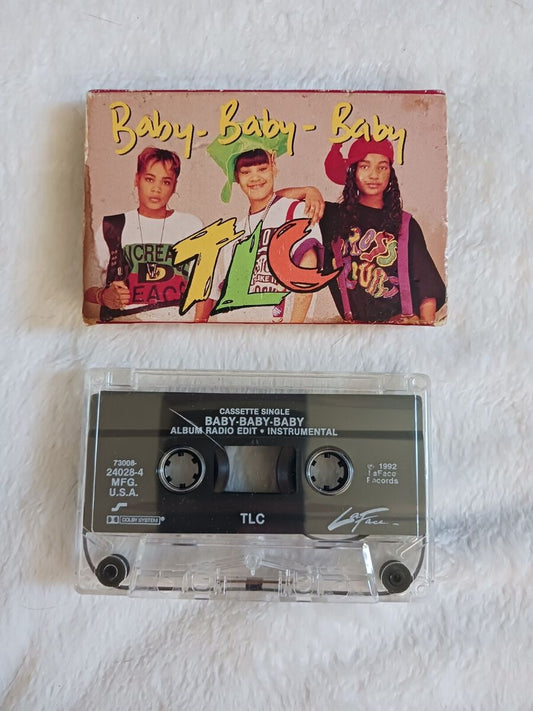 Baby-Baby-Baby
TLC
CASSETTE SINGLE
BABY-BABY-BABY
ALBUM RADIO EDIT • INSTRUMENTAL
73008-
24028-4
MFG.
U.S.A.
℗ 1992
LaFace
Records
DOLBY SYSTEM®
TLC
LaFace